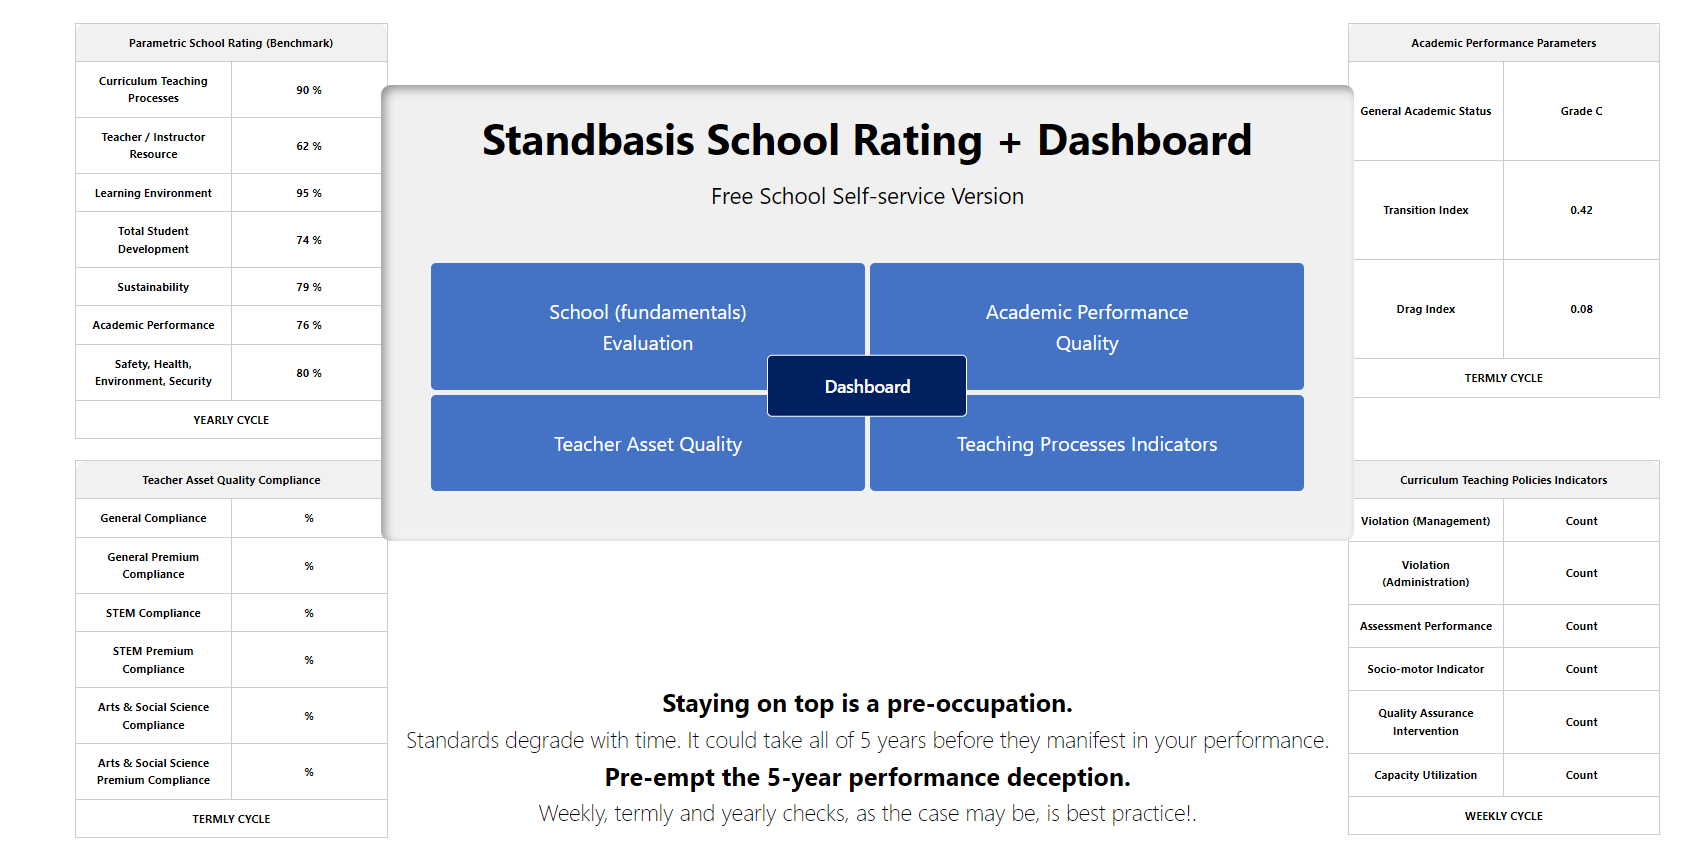 Parametric School Rating (Benchmark)
Curriculum Teaching
Processes
90 %
Teacher / Instructor
Resource
62 %
Learning Environment
95 %
Total Student
Development
74 %
Sustainability
79 %
Academic Performance
76 %
Safety, Health,
Environment, Security
80 %
YEARLY CYCLE
Teacher Asset Quality Compliance
General Compliance
%
General Premium
Compliance
%
STEM Compliance
%
STEM Premium
Compliance
%
Arts & Social Science
Compliance
%
Arts & Social Science
Premium Compliance
%
TERMLY CYCLE
Standbasis School Rating + Dashboard
Free School Self-service Version
School (fundamentals)
Evaluation
Academic Performance
Quality
Dashboard
Teacher Asset Quality
Teaching Processes Indicators
Staying on top is a pre-occupation.
Standards degrade with time. It could take all of 5 years before they manifest in your performance.
Pre-empt the 5-year performance deception.
Weekly, termly and yearly checks, as the case may be, is best practice!.
Academic Performance Parameters
General Academic Status
Grade C
Transition Index
0.42
Drag Index
0.08
TERMLY CYCLE
Curriculum Teaching Policies Indicators
Violation (Management)
Count
Violation
(Administration)
Count
Assessment Performance
Count
Socio-motor Indicator
Count
Quality Assurance
Intervention
Count
Capacity Utilization
Count
WEEKLY CYCLE